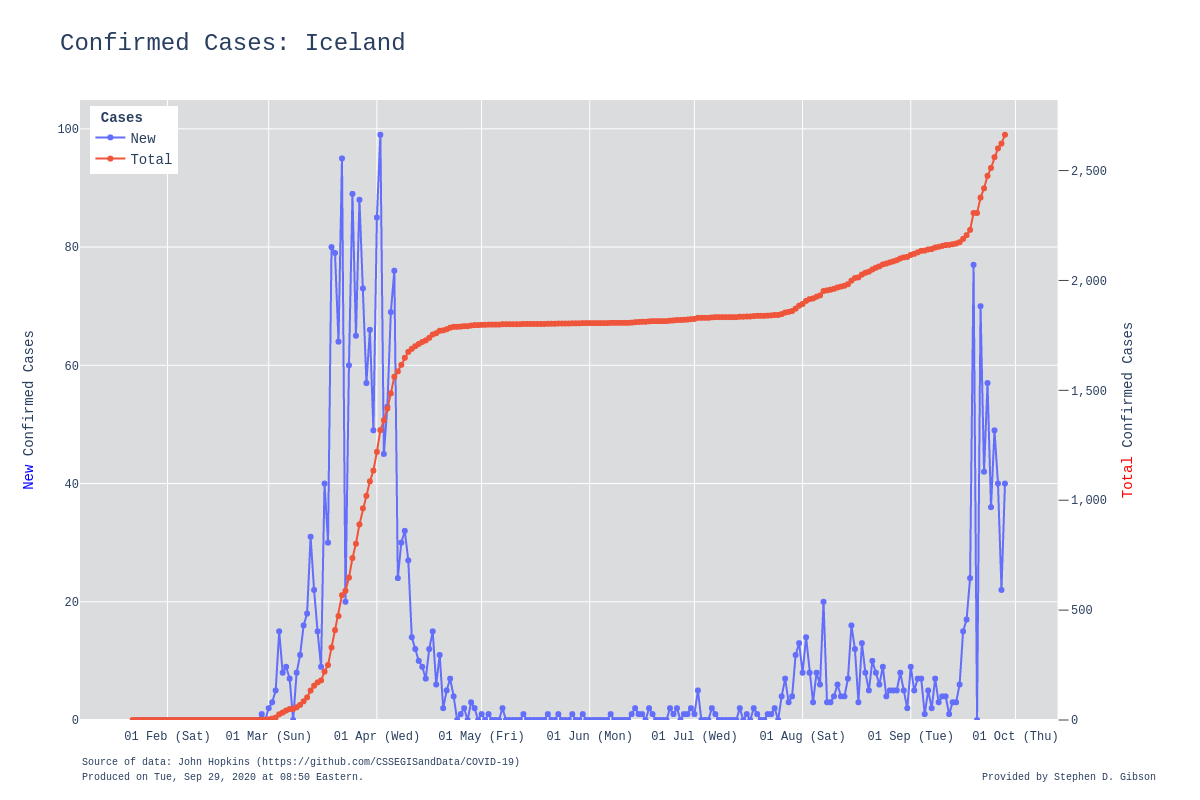 Confirmed Cases: Iceland
Cases
New
Total
100
80
60
40
20
0
2,500
2,000
1,500
1,000
500
0
New Confirmed Cases
Total Confirmed Cases
01 Feb (Sat)
01 Mar (Sun)
01 Apr (Wed)
01 May (Fri)
01 Jun (Mon)
01 Jul (Wed)
01 Aug (Sat)
01 Sep (Tue)
01 Oct (Thu)
Source of data: John Hopkins (https://github.com/CSSEGISandData/COVID-19)
Produced on Tue, Sep 29, 2020 at 08:50 Eastern.
Provided by Stephen D. Gibson